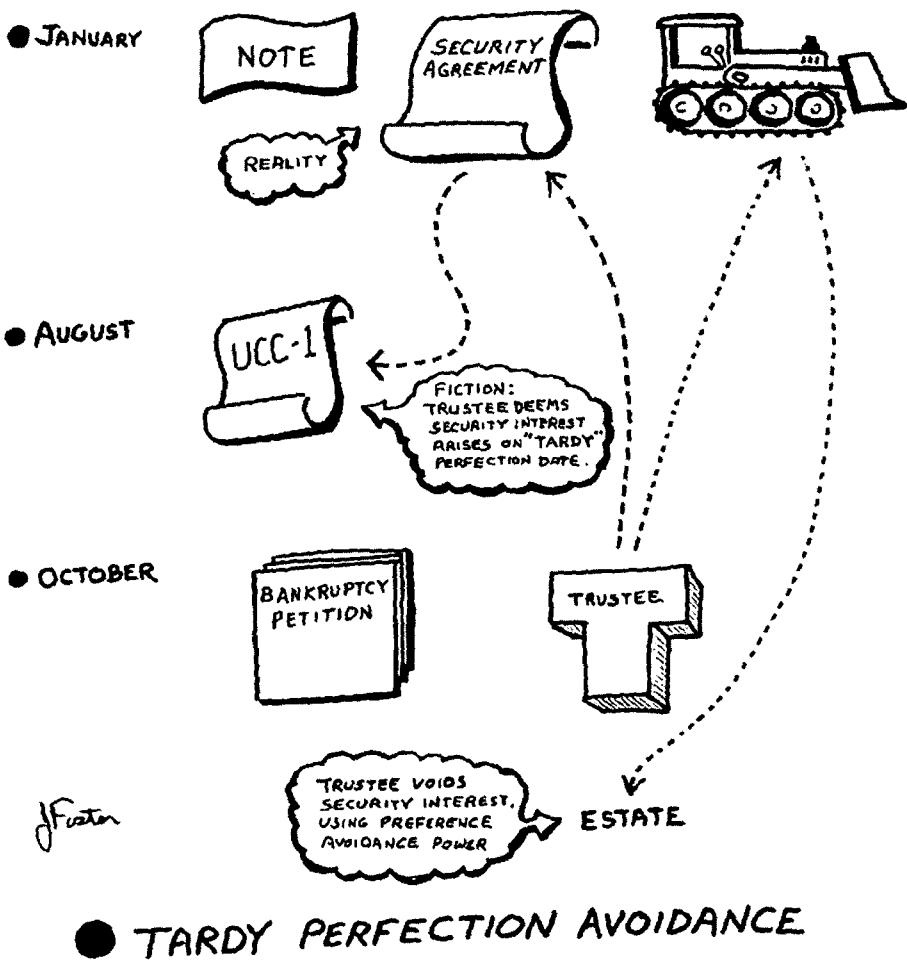 JANUARY
NOTE
SECURITY
AGREEMENT
REALITY
AUGUST
UCC-1
FICTION:
TRUSTEE DEEMS
SECURITY INTEREST
ARISES ON "TARDY"
PERFECTION DATE.
OCTOBER
BANKRUPTCY
PETITION
TRUSTEE
TRUSTEE VOIDS
SECURITY INTEREST,
USING PREFERENCE
AVOIDANCE POWER
ESTATE
JFoster
TARDY PERFECTION AVOIDANCE